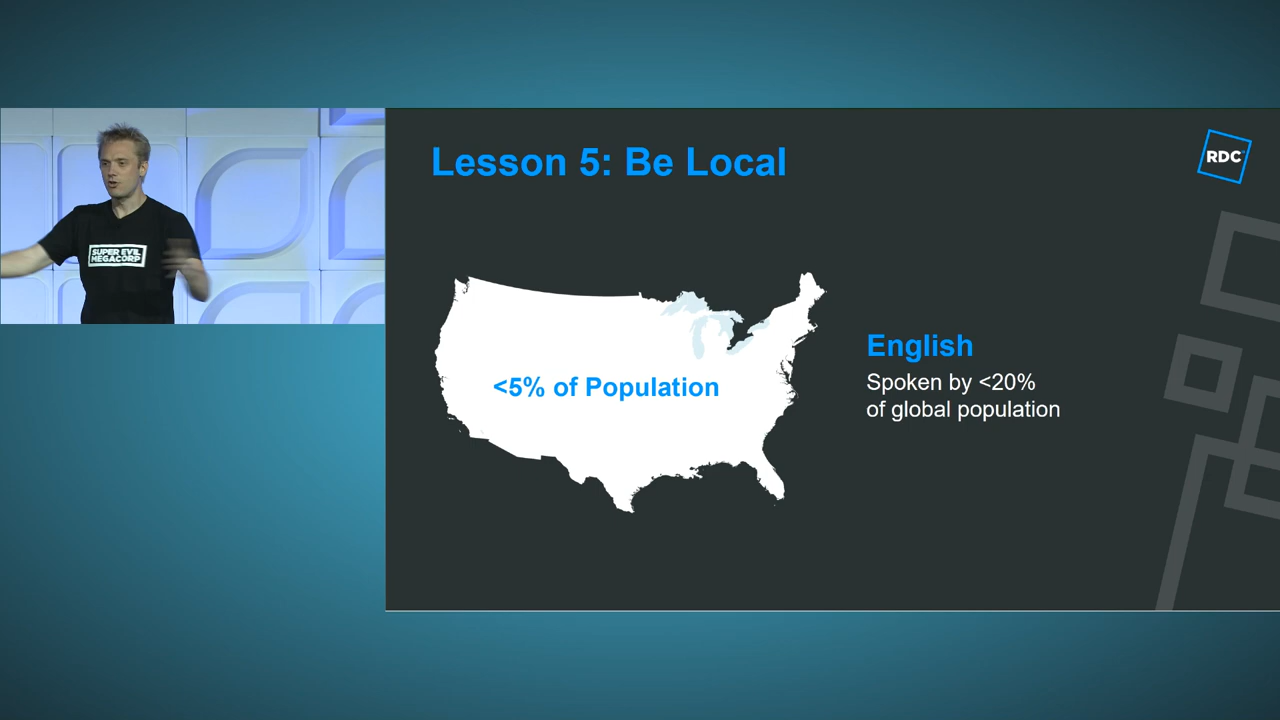 Lesson 5: Be Local
RDC
SUPER EVIL
MEGACORP
<5% of Population
English
Spoken by <20%
of global population